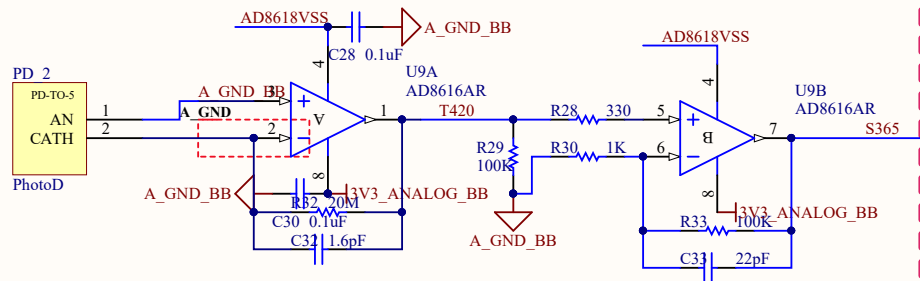 AD8618VSS
C28 0.1uF
A_GND_BB
4
U9A
AD8616AR
AD8618VSS
PD_2
PD-TO-5
AN
CATH
PhotoD
1
2
A_GND_BB
A_GND
3
2
A
1
T420
R28 330
R29
100K
R30 1K
5
6
4
B
U9B
AD8616AR
7
S365
A_GND_BB
8
3V3_ANALOG_BB
R32 20M
C30 0.1uF
C32 1.6pF
A_GND_BB
8
3V3_ANALOG_BB
R33 100K
C33 22pF